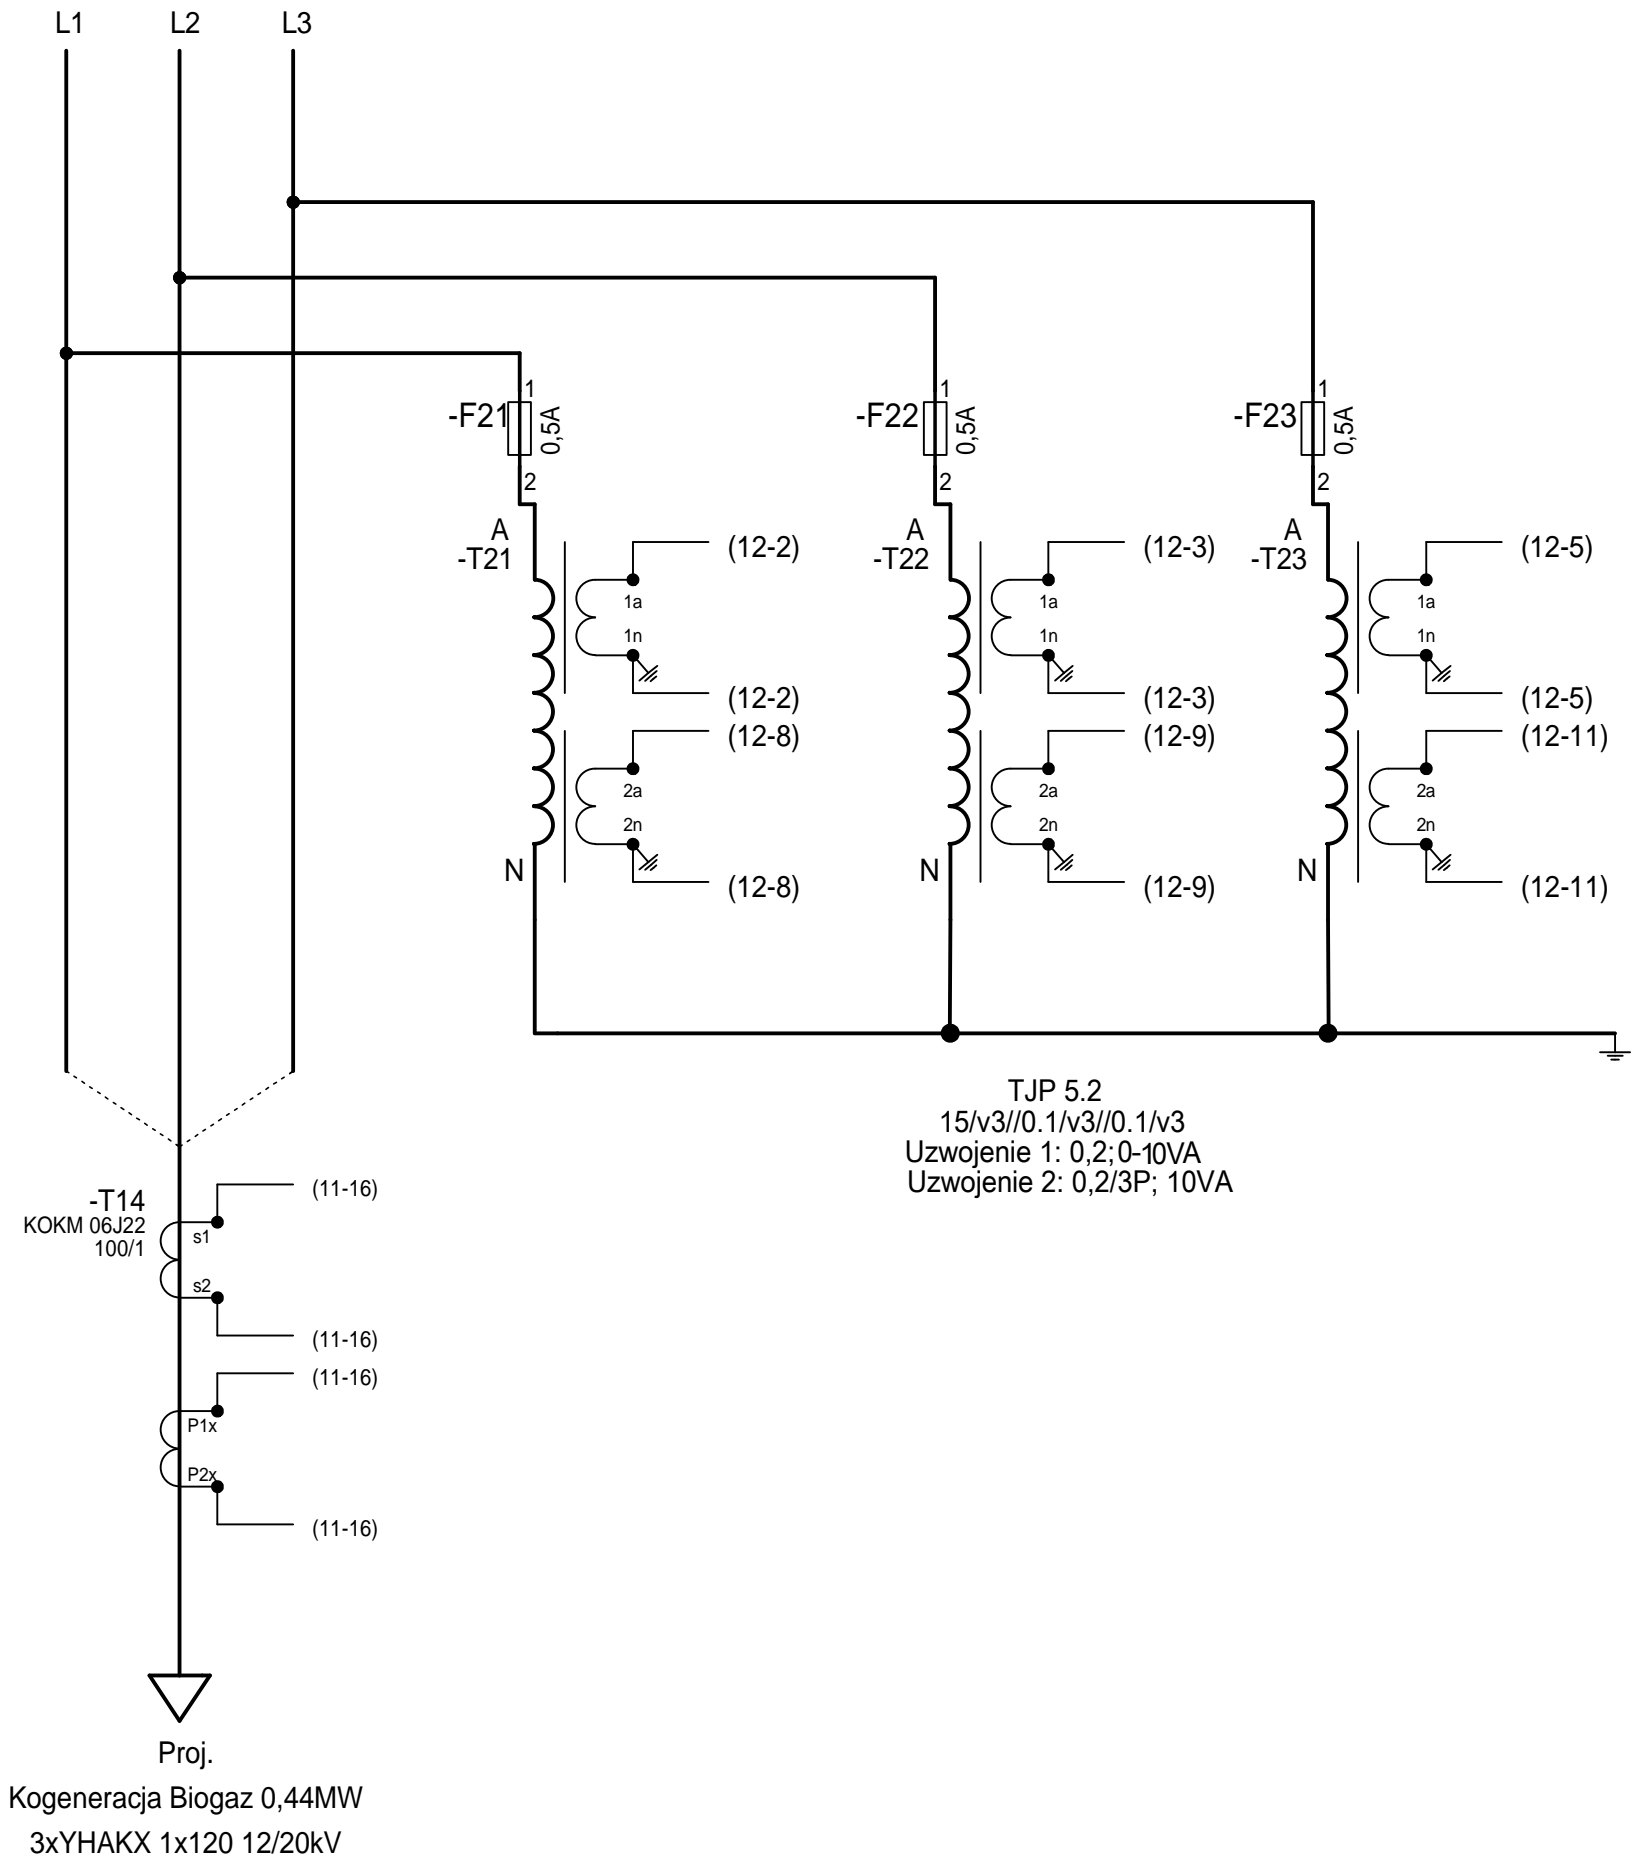 L1 L2 L3
1 1 1
-F21 0,5A -F22 0,5A -F23 0,5A
2 2 2
A A A
-T21 (12-2) -T22 (12-3) -T23 (12-5)
1a 1a 1a
1n 1n 1n
(12-2) (12-3) (12-5)
(12-8) (12-9) (12-11)
2a 2a 2a
2n 2n 2n
N N N
(12-8) (12-9) (12-11)
TJP 5.2
15/v3//0.1/v3//0.1/v3
Uzwojenie 1: 0,2;0-10VA
Uzwojenie 2: 0,2/3P; 10VA
-T14 (11-16)
KOKM 06J22
s1
100/1
s2
(11-16)
(11-16)
P1x
P2x
(11-16)
Proj.
Kogeneracja Biogaz 0,44MW
3xYHAKX 1x120 12/20kV